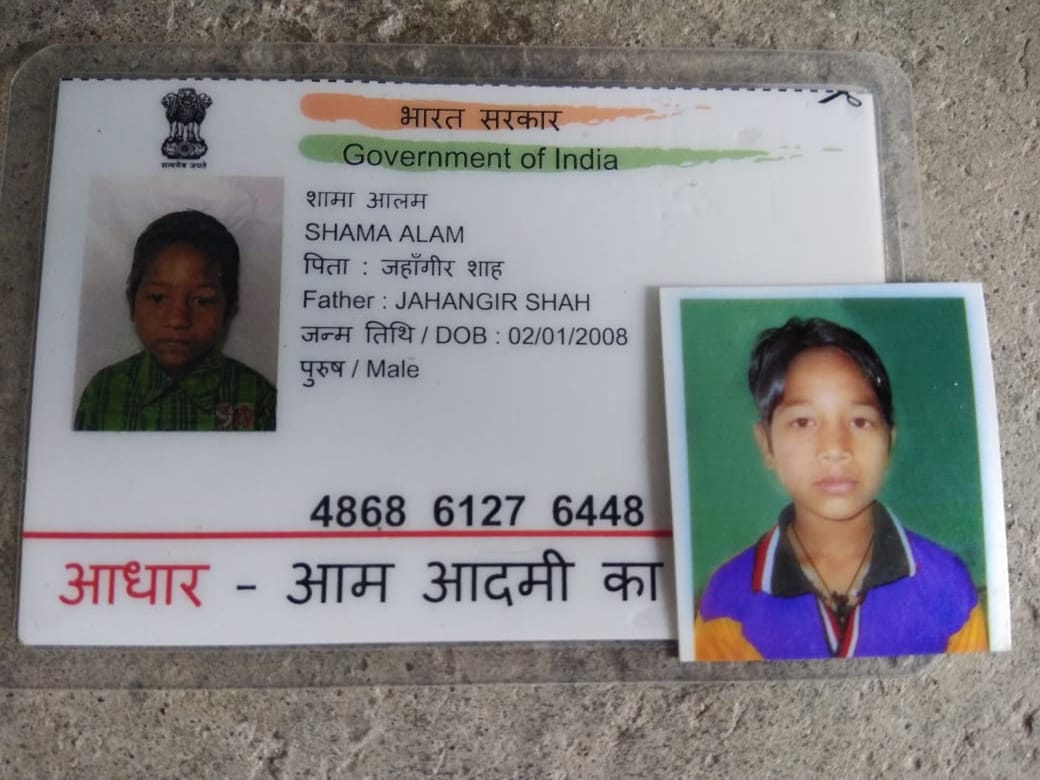 सत्यमेव जयते
भारत सरकार
Government of India
शामा आलम
SHAMA ALAM
पिता : जहाँगीर शाह
Father : JAHANGIR SHAH
जन्म तिथि / DOB : 02/01/2008
पुरुष / Male
4868 6127 6448
आधार - आम आदमी का